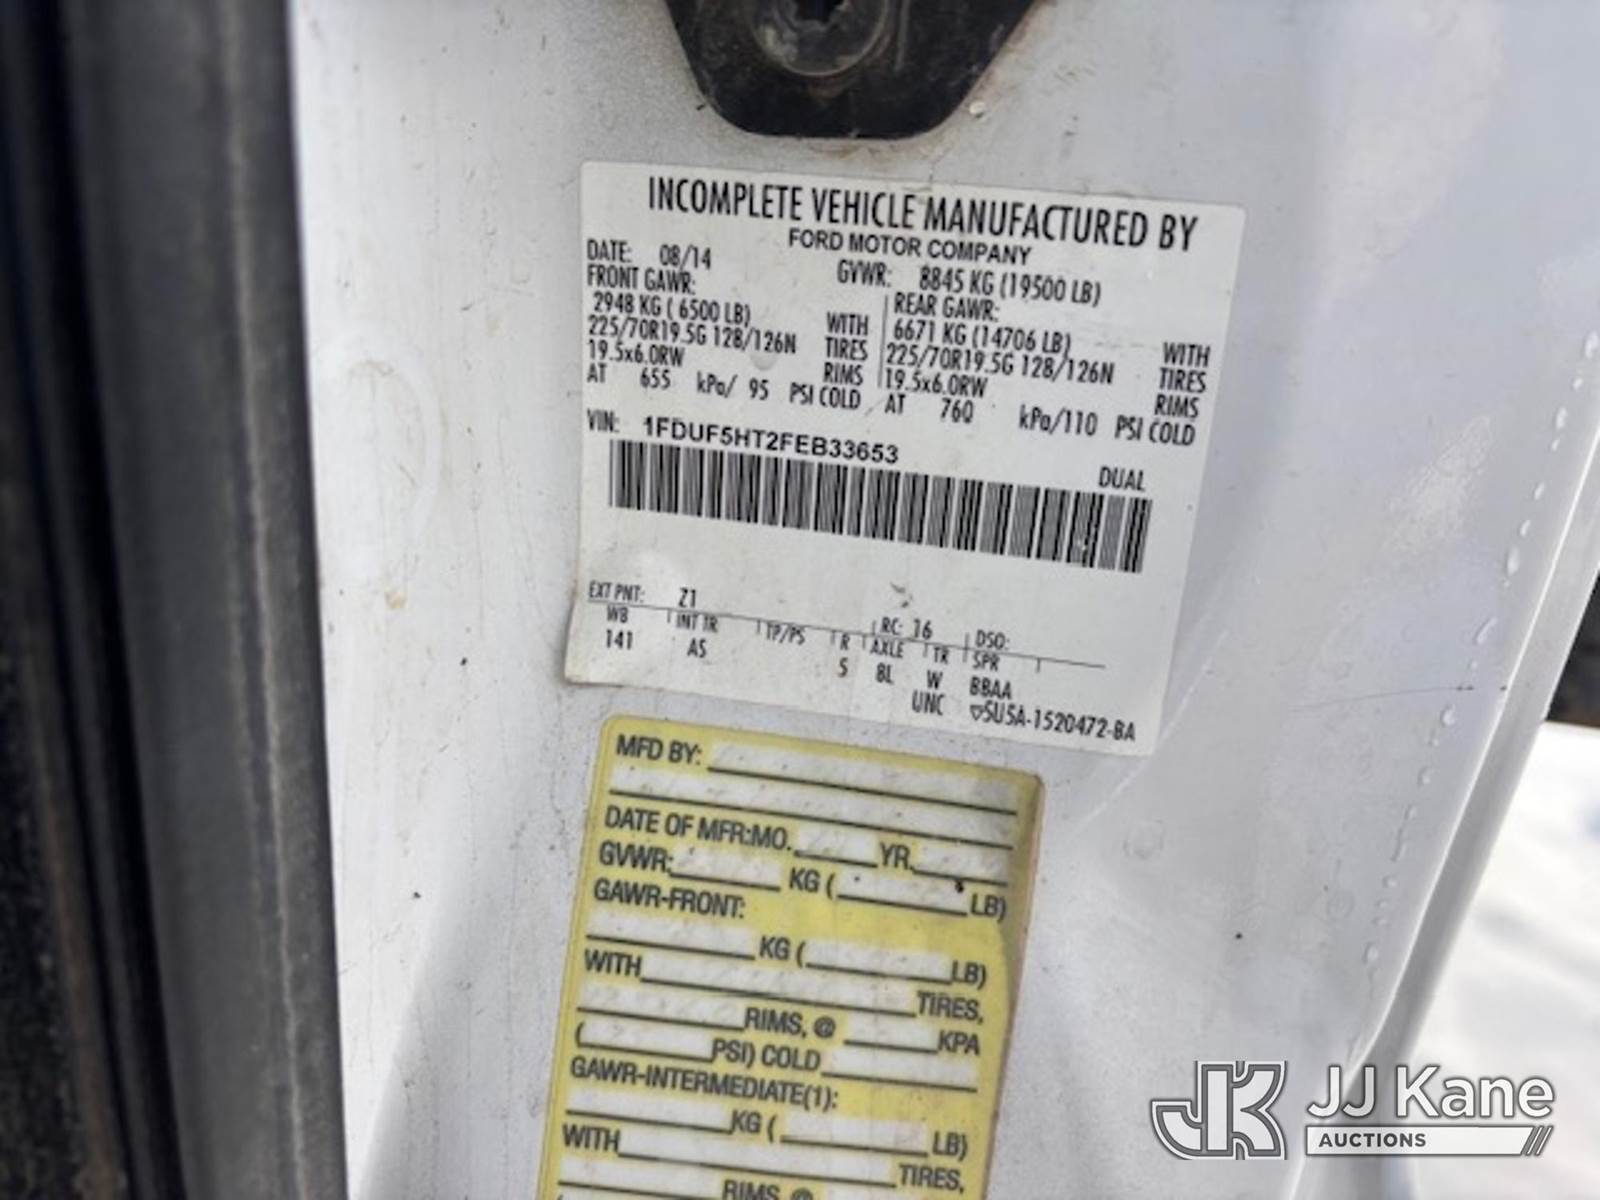 INCOMPLETE VEHICLE MANUFACTURED BY
FORD MOTOR COMPANY
DATE: 08/14 GVWR: 8845 KG (19500 LB)
FRONT GAWR: REAR GAWR:
2948 KG ( 6500 LB) WITH 6671 KG (14706 LB) WITH
225/70R19.5G 128/126N TIRES 225/70R19.5G 128/126N TIRES
19.5x6.0RW RIMS 19.5x6.0RW RIMS
AT 655 kPa/ 95 PSI COLD AT 760 kPa/110 PSI COLD
VIN: 1FDUF5HT2FEB33653
DUAL
EXT PNT: Z1 RC: 16 DSO:
WB INT TR TP/PS R AXLE TR SPR
141 AS 5 8L W BBAA
UNC 5U5A-1520472-BA
MFD BY:
DATE OF MFR:MO. YR.
GVWR: KG ( LB)
GAWR-FRONT:
KG ( LB)
WITH TIRES,
RIMS, @ KPA
( PSI) COLD
GAWR-INTERMEDIATE(1):
KG ( LB)
WITH TIRES,
RIMS, @
JK JJ Kane
AUCTIONS